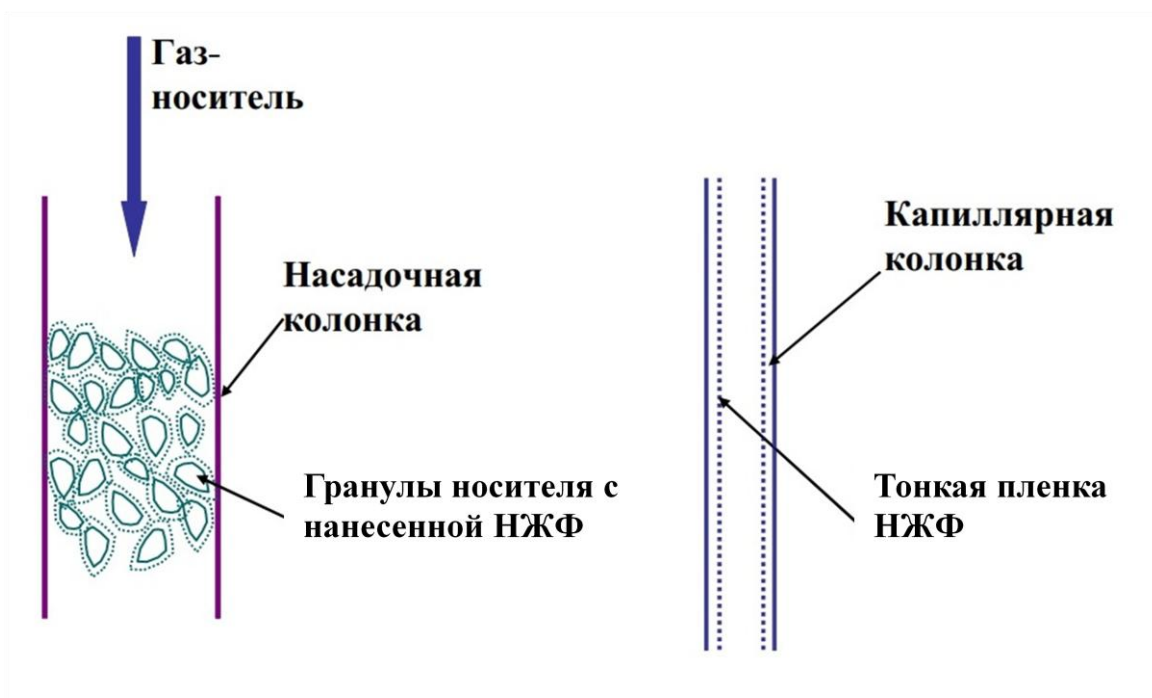 Газ-
носитель
Насадочная
колонка
Гранулы носителя с
нанесенной НЖФ
Капиллярная
колонка
Тонкая пленка
НЖФ